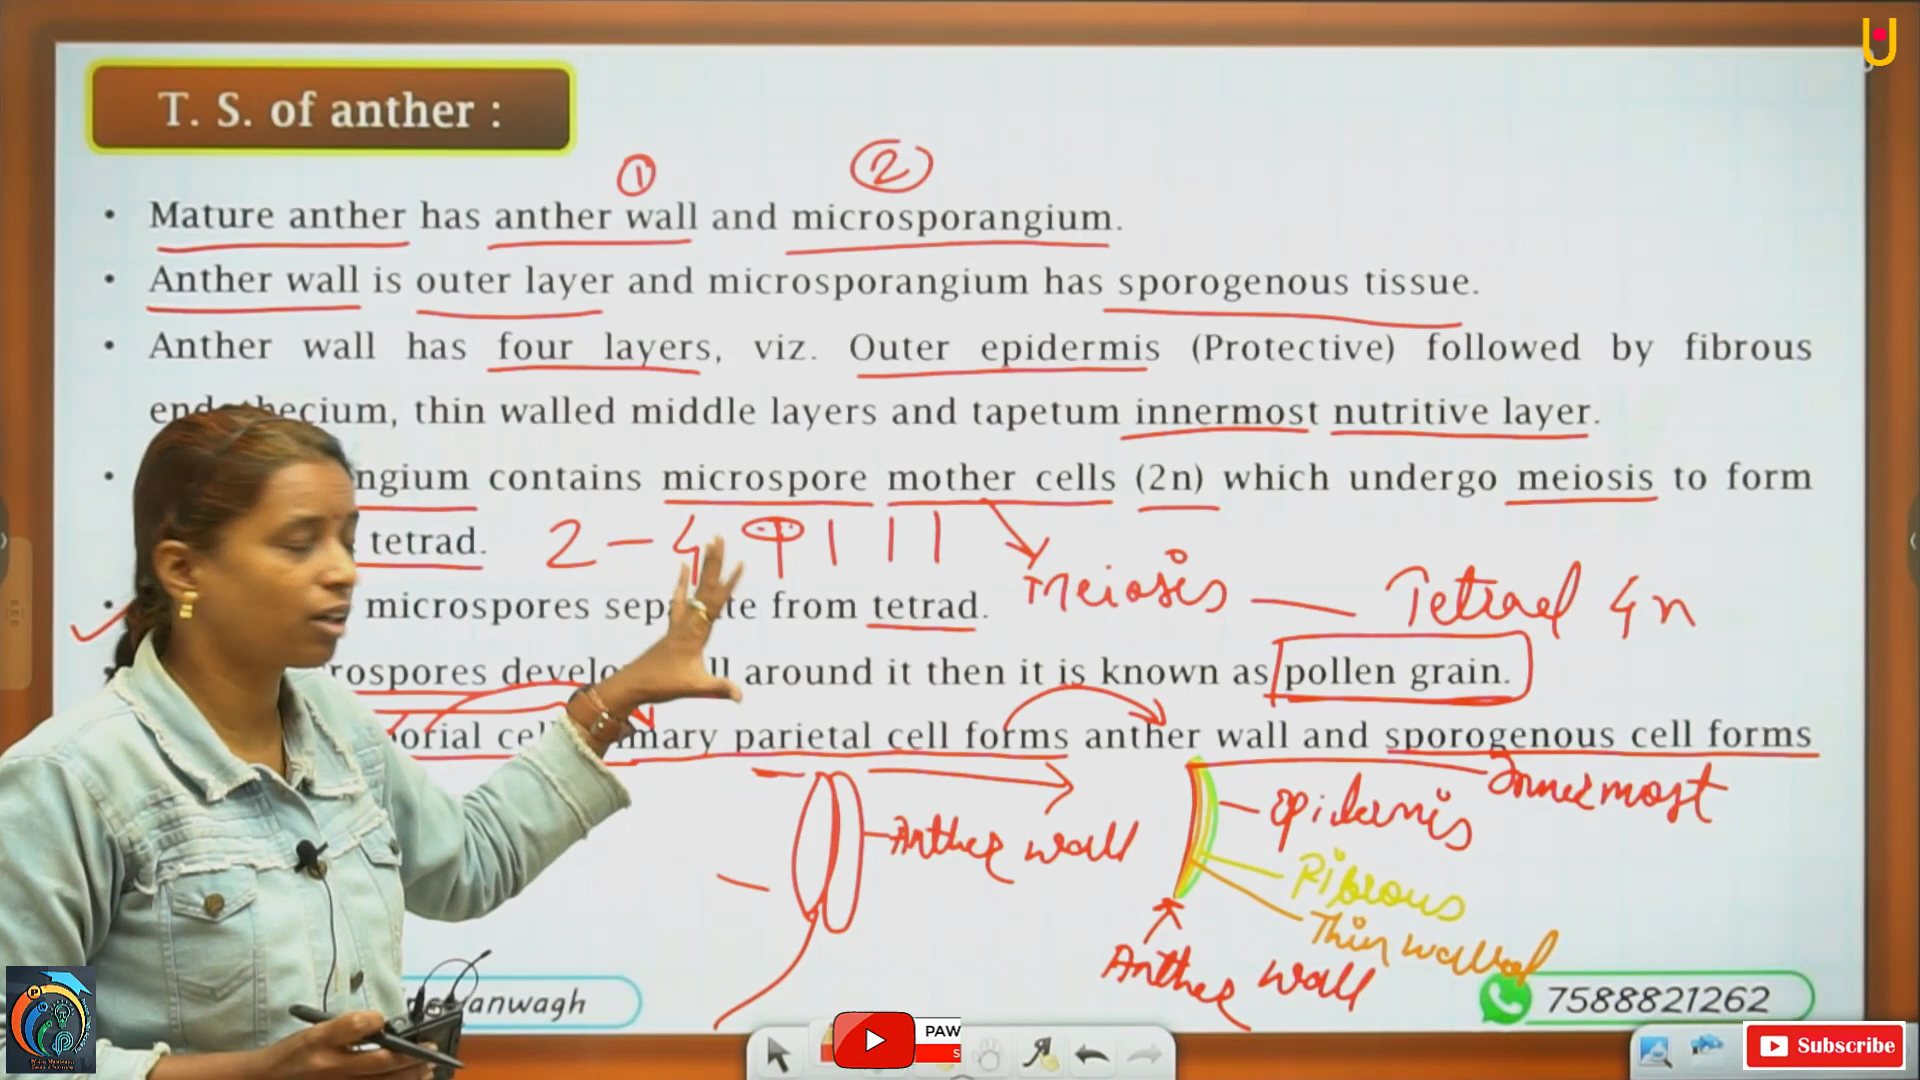 T. S. of anther :
1
2
• Mature anther has anther wall and microsporangium.
• Anther wall is outer layer and microsporangium has sporogenous tissue.
• Anther wall has four layers, viz. Outer epidermis (Protective) followed by fibrous
endothecium, thin walled middle layers and tapetum innermost nutritive layer.
• ngium contains microspore mother cells (2n) which undergo meiosis to form
tetrad.
2 – 4
Meiosis — Tetrad 4n
• microspores separate from tetrad.
rospores develo ll around it then it is known as pollen grain.
orial cell mary parietal cell forms anther wall and sporogenous cell forms
Innermost
Epidermis
Anther wall
Fibrous
Thin walled
Anther wall
anwagh
7588821262
PAW
S
Subscribe